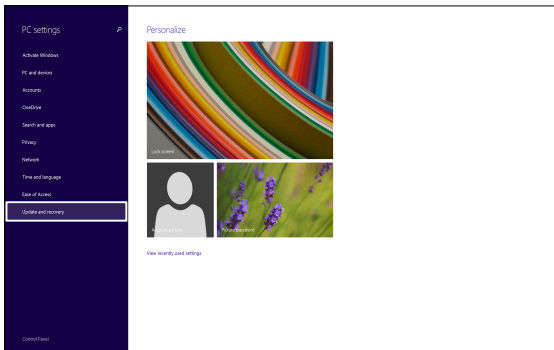 PC settings
Activate Windows
PC and devices
Accounts
OneDrive
Search and apps
Privacy
Network
Time and language
Ease of Access
Update and recovery
Control Panel
Personalize
Lock screen
Account picture
Picture password
View recently used settings